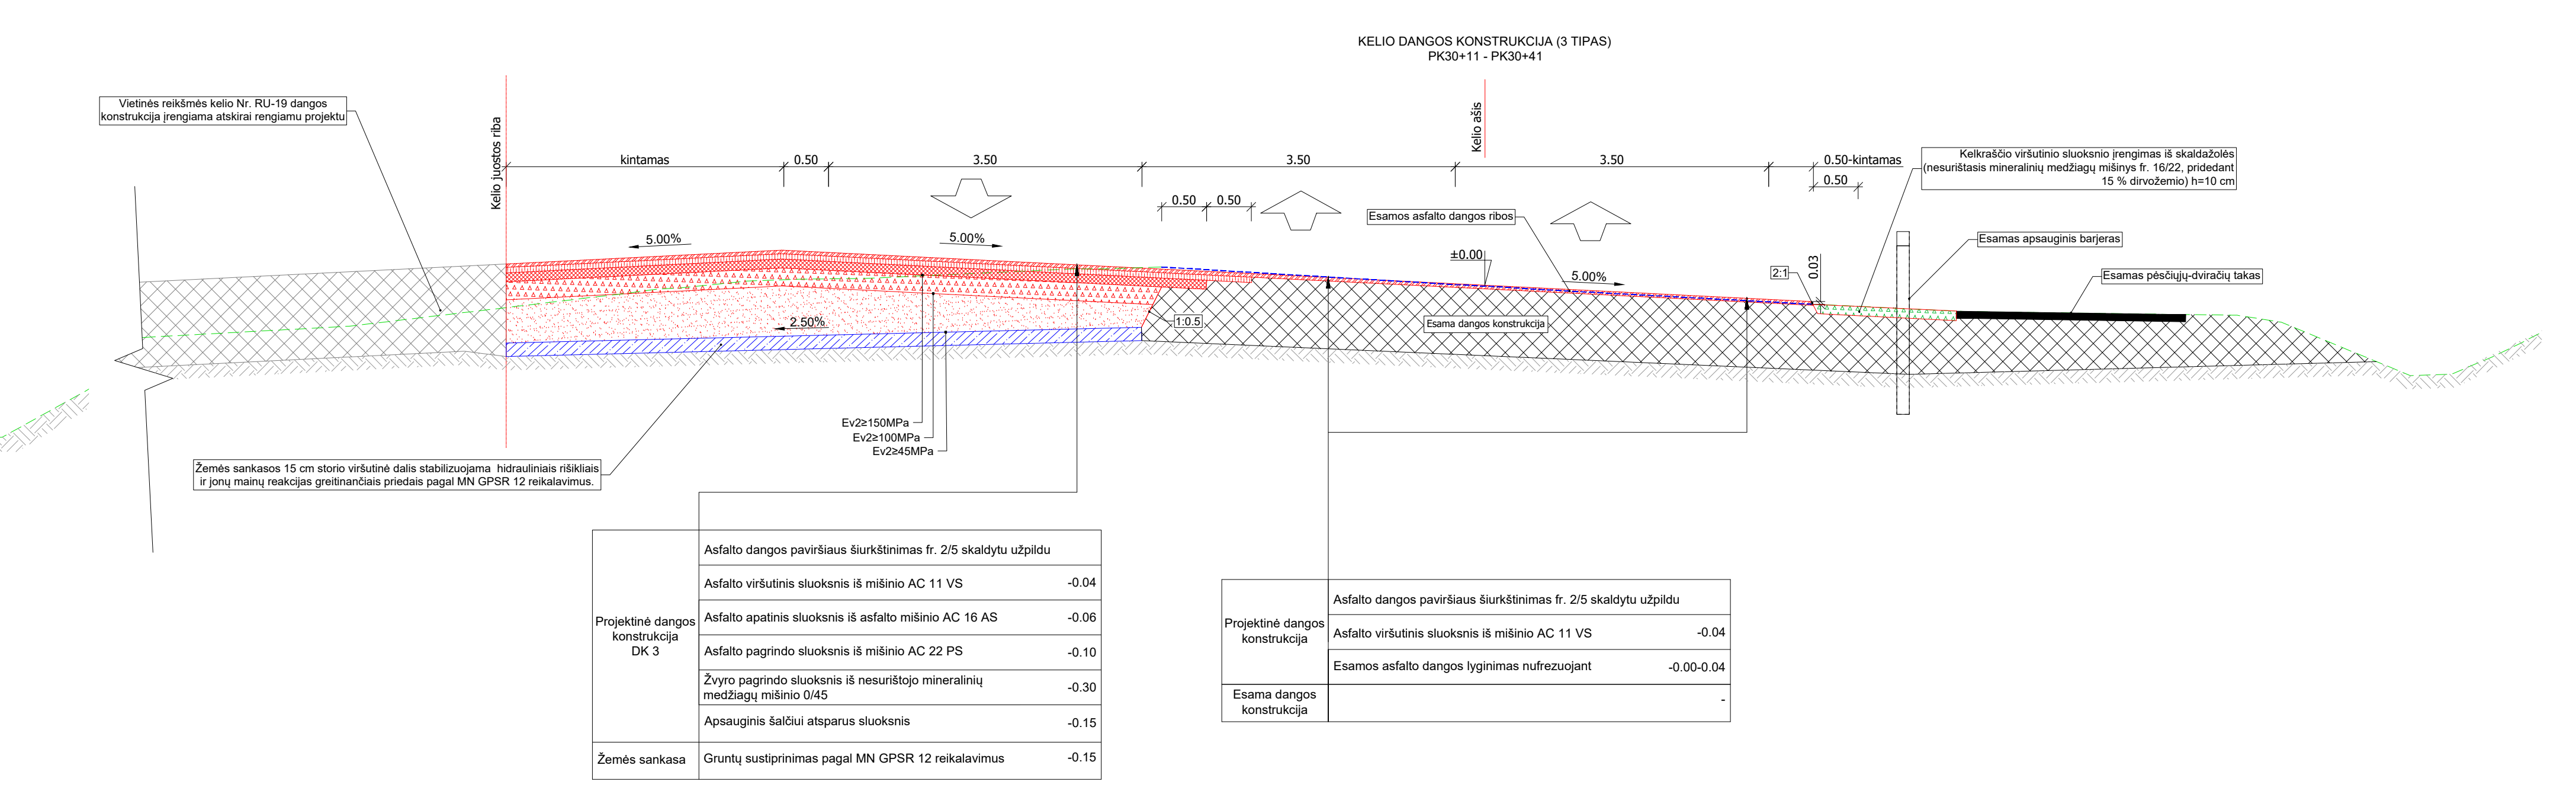 KELIO DANGOS KONSTRUKCIJA (3 TIPAS)
PK30+11 - PK30+41
Vietinės reikšmės kelio Nr. RU-19 dangos
konstrukcija įrengiama atskirai rengiamu projektu
Kelio juostos riba
Kelio ašis
kintamas
0.50
3.50
3.50
3.50
0.50-kintamas
0.50
0.50
0.50
Kelkraščio viršutinio sluoksnio įrengimas iš skaldažolės
(nesurištasis mineralinių medžiagų mišinys fr. 16/22, pridedant
15 % dirvožemio) h=10 cm
Esamos asfalto dangos ribos
Esamas apsauginis barjeras
Esamas pėsčiųjų-dviračių takas
5.00%
5.00%
±0.00
5.00%
2:1
0.03
2.50%
1:0.5
Esama dangos konstrukcija
Ev2≥150MPa
Ev2≥100MPa
Ev2≥45MPa
Žemės sankasos 15 cm storio viršutinė dalis stabilizuojama hidrauliniais rišikliais
ir jonų mainų reakcijas greitinančiais priedais pagal MN GPSR 12 reikalavimus.
Projektinė dangos
konstrukcija
DK 3
Asfalto dangos paviršiaus šiurkštinimas fr. 2/5 skaldytu užpildu
Asfalto viršutinis sluoksnis iš mišinio AC 11 VS -0.04
Asfalto apatinis sluoksnis iš asfalto mišinio AC 16 AS -0.06
Asfalto pagrindo sluoksnis iš mišinio AC 22 PS -0.10
Žvyro pagrindo sluoksnis iš nesurištojo mineralinių
medžiagų mišinio 0/45 -0.30
Apsauginis šalčiui atsparus sluoksnis -0.15
Žemės sankasa
Gruntų sustiprinimas pagal MN GPSR 12 reikalavimus -0.15
Projektinė dangos
konstrukcija
Asfalto dangos paviršiaus šiurkštinimas fr. 2/5 skaldytu užpildu
Asfalto viršutinis sluoksnis iš mišinio AC 11 VS -0.04
Esamos asfalto dangos lyginimas nufrezuojant -0.00-0.04
Esama dangos
konstrukcija
-